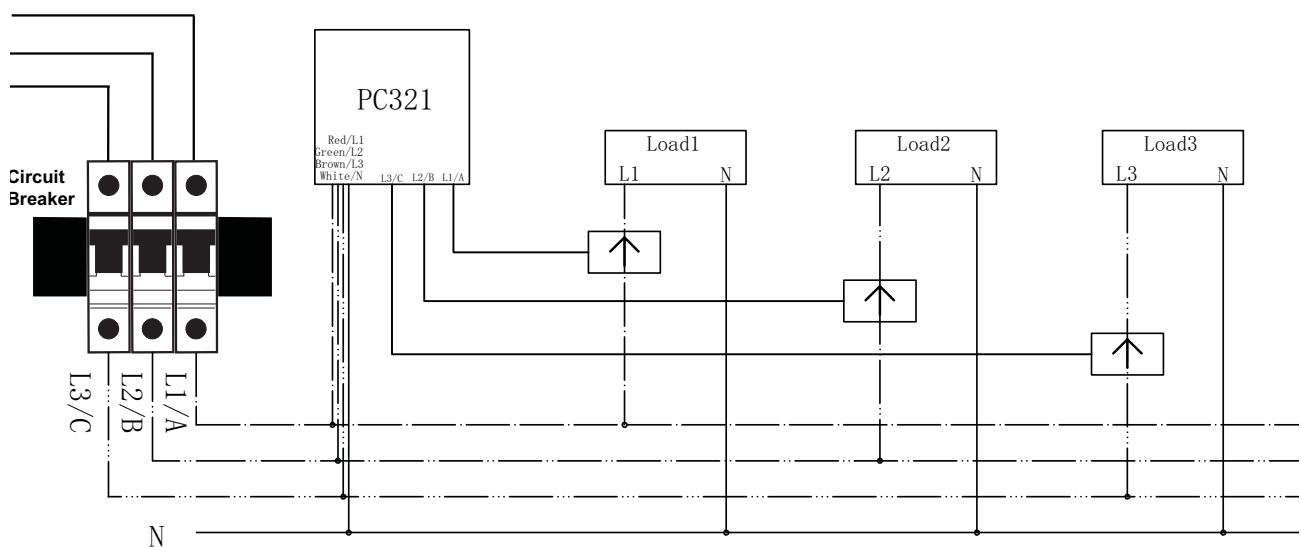 PC321
Red/L1
Green/L2
Brown/L3
White/N
L3/C L2/B L1/A
Load1
L1 N
Load2
L2 N
Load3
L3 N
Circuit
Breaker
L3/C
L2/B
L1/A
N